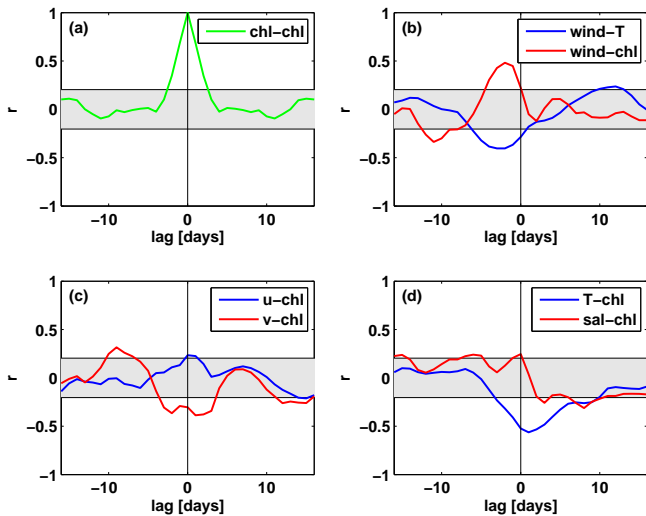 (a)
chl−chl
1
0.5
0
−0.5
−1
r
−10 0 10
lag [days]
(b)
wind−T
wind−chl
1
0.5
0
−0.5
−1
r
−10 0 10
lag [days]
(c)
u−chl
v−chl
1
0.5
0
−0.5
−1
r
−10 0 10
lag [days]
(d)
T−chl
sal−chl
1
0.5
0
−0.5
−1
r
−10 0 10
lag [days]